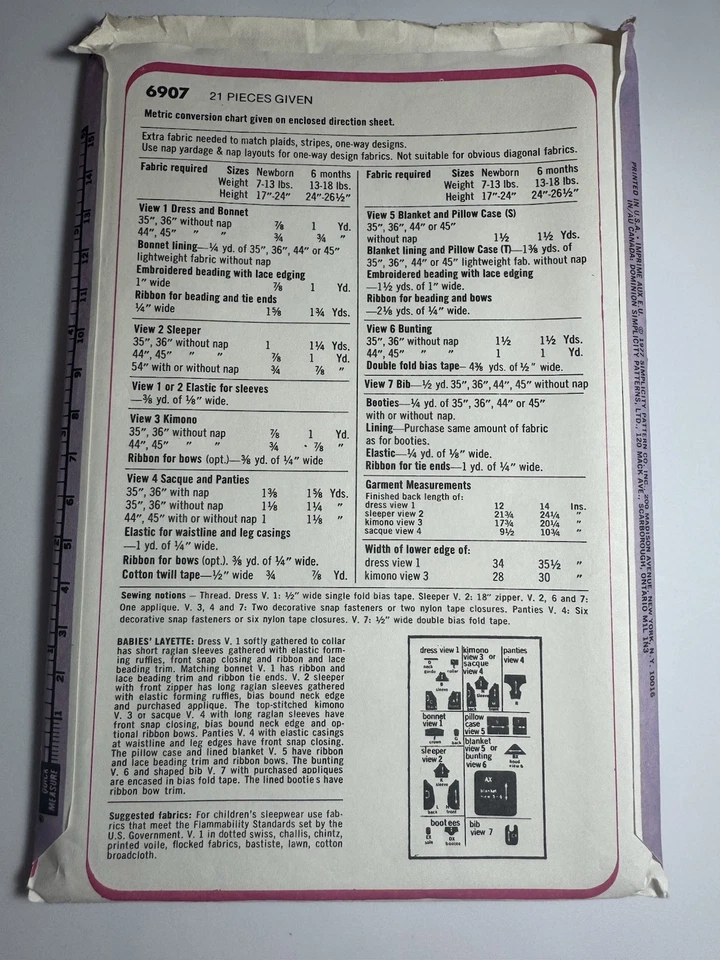 6907 21 PIECES GIVEN
Metric conversion chart given on enclosed direction sheet.
Extra fabric needed to match plaids, stripes, one-way designs.
Use nap yardage & nap layouts for one-way design fabrics. Not suitable for obvious diagonal fabrics.
Fabric required Sizes Newborn 6 months
Weight 7-13 lbs. 13-18 lbs.
Height 17"-24" 24"-26½"
View 1 Dress and Bonnet
35", 36" without nap ⅞ 1 Yd.
44", 45" " " ¾ ¾ "
Bonnet lining—¼ yd. of 35", 36", 44" or 45"
lightweight fabric without nap
Embroidered beading with lace edging
1" wide ⅞ 1 Yd.
Ribbon for beading and tie ends
¼" wide 1⅝ 1¾ Yds.
View 2 Sleeper
35", 36" without nap 1 1¼ Yds.
44", 45" " " ⅞ 1 Yd.
54" with or without nap ¾ ⅞ "
View 1 or 2 Elastic for sleeves
—⅜ yd. of ⅛" wide.
View 3 Kimono
35", 36" without nap ⅞ 1 Yd.
44", 45" " " ¾ ⅞ "
Ribbon for bows (opt.)—⅜ yd. of ¼" wide
View 4 Sacque and Panties
35", 36" with nap 1⅜ 1⅝ Yds.
35", 36" without nap 1⅛ 1¼ "
44", 45" with or without nap 1 1⅛ "
Elastic for waistline and leg casings
—1 yd. of ¼" wide.
Ribbon for bows (opt.). ⅜ yd. of ¼" wide.
Cotton twill tape—½" wide ¾ ⅞ Yd.
Fabric required Sizes Newborn 6 months
Weight 7-13 lbs. 13-18 lbs.
Height 17"-24" 24"-26½"
View 5 Blanket and Pillow Case (S)
35", 36", 44" or 45"
without nap 1½ 1½ Yds.
Blanket lining and Pillow Case (T)—1⅜ yds. of
35", 36", 44" or 45" lightweight fab. without nap
Embroidered beading with lace edging
—1½ yds. of 1" wide.
Ribbon for beading and bows
—2⅛ yds. of ¼" wide.
View 6 Bunting
35", 36" without nap 1½ 1½ Yds.
44", 45" " " 1 1 Yd.
Double fold bias tape—4⅜ yds. of ½" wide.
View 7 Bib—½ yd. 35", 36", 44", 45" without nap
Booties—¼ yd. of 35", 36", 44" or 45"
with or without nap.
Lining—Purchase same amount of fabric
as for booties.
Elastic—¼ yd. of ⅛" wide.
Ribbon for tie ends—1 yd. of ¼" wide.
Garment Measurements
Finished back length of:
dress view 1 12 14 Ins.
sleeper view 2 21¾ 24¼ "
kimono view 3 17¾ 20¼ "
sacque view 4 9½ 10¾ "
Width of lower edge of:
dress view 1 34 35½ "
kimono view 3 28 30 "
Sewing notions — Thread. Dress V. 1: ½" wide single fold bias tape. Sleeper V. 2: 18" zipper. V. 2, 6 and 7:
One applique. V. 3, 4 and 7: Two decorative snap fasteners or two nylon tape closures. Panties V. 4: Six
decorative snap fasteners or six nylon tape closures. V. 7: ½" wide double fold bias tape.
BABIES' LAYETTE: Dress V. 1 softly gathered to collar
has short raglan sleeves gathered with elastic form-
ing ruffles, front snap closing and ribbon and lace
beading trim. Matching bonnet V. 1 has ribbon and
lace beading trim and ribbon tie ends. V. 2 sleeper
with front zipper has long raglan sleeves gathered
with elastic forming ruffles, bias bound neck edge
and purchased applique. The top-stitched kimono
V. 3 or sacque V. 4 with long raglan sleeves have
front snap closing, bias bound neck edge and op-
tional ribbon bows. Panties V. 4 with elastic casings
at waistline and leg edges have front snap closing.
The pillow case and lined blanket V. 5 have ribbon
and lace beading trim and ribbon bows. The bunting
V. 6 and shaped bib V. 7 with purchased appliques
are encased in bias fold tape. The lined booties have
ribbon bow trim.
Suggested fabrics: For children's sleepwear use fab-
rics that meet the Flammability Standards set by the
U.S. Government. V. 1 in dotted swiss, challis, chintz,
printed voile, flocked fabrics, bastiste, lawn, cotton
broadcloth.
dress view 1
kimono
view 3 or
sacque
view 4
panties
view 4
bonnet
view 1
pillow
case
view 5
sleeper
view 2
blanket
view 5 or
bunting
view 6
bootees
bib
view 7
PRINTED IN U.S.A. • IMPRIME AUX E.U. © 1977 SIMPLICITY PATTERN CO. INC., 200 MADISON AVENUE, NEW YORK, N.Y. 10016
IN/AU CANADA: DOMINION SIMPLICITY PATTERNS, LTD., 120 MACK AVE., SCARBOROUGH, ONTARIO M1L 1N3
QUICK
MEASURE